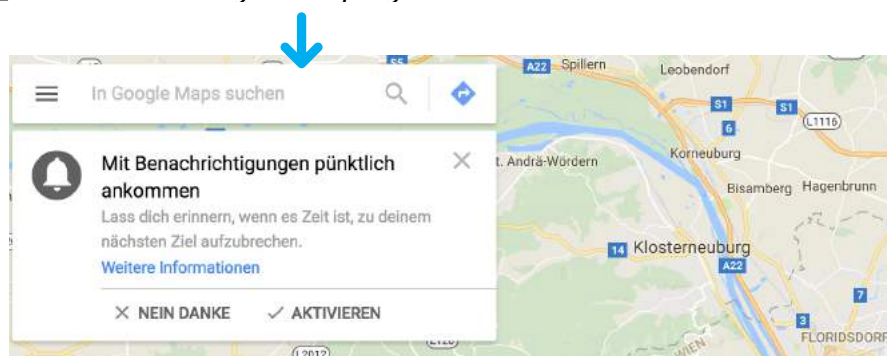 In Google Maps suchen
Mit Benachrichtigungen pünktlich
ankommen
Lass dich erinnern, wenn es Zeit ist, zu deinem
nächsten Ziel aufzubrechen.
Weitere Informationen
NEIN DANKE
AKTIVIEREN
S5
A22
Spillern
Leobendorf
S1
S1
L1116
6
t. Andrä-Wördern
Korneuburg
Bisamberg
Hagenbrunn
14
Klosterneuburg
A22
7
3
FLORIDSDORF
WIEN
L2012